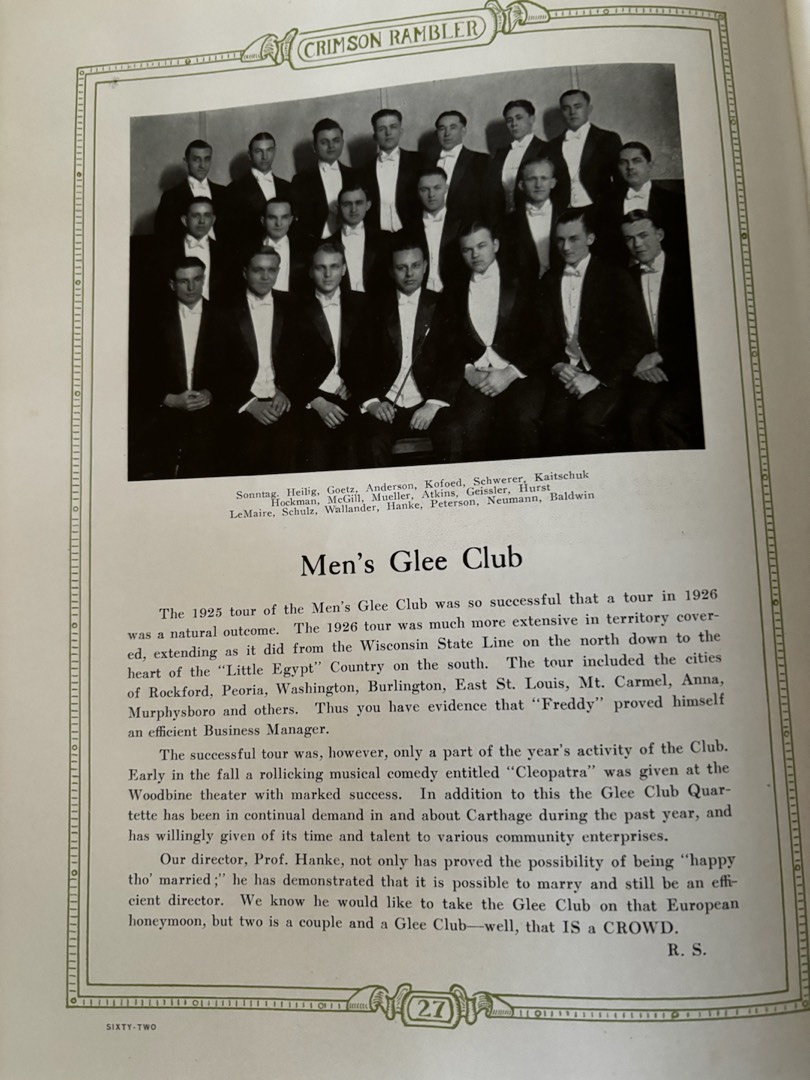 CRIMSON RAMBLER
Sonntag, Heilig, Goetz, Anderson, Kofoed, Schwerer, Kaitschuk
Hockman, McGill, Mueller, Atkins, Geissler, Hurst
LeMaire, Schulz, Wallander, Hanke, Peterson, Neumann, Baldwin
Men's Glee Club
The 1925 tour of the Men's Glee Club was so successful that a tour in 1926
was a natural outcome. The 1926 tour was much more extensive in territory cover-
ed, extending as it did from the Wisconsin State Line on the north down to the
heart of the "Little Egypt" Country on the south. The tour included the cities
of Rockford, Peoria, Washington, Burlington, East St. Louis, Mt. Carmel, Anna,
Murphysboro and others. Thus you have evidence that "Freddy" proved himself
an efficient Business Manager.
The successful tour was, however, only a part of the year's activity of the Club.
Early in the fall a rollicking musical comedy entitled "Cleopatra" was given at the
Woodbine theater with marked success. In addition to this the Glee Club Quar-
tette has been in continual demand in and about Carthage during the past year, and
has willingly given of its time and talent to various community enterprises.
Our director, Prof. Hanke, not only has proved the possibility of being "happy
tho' married;" he has demonstrated that it is possible to marry and still be an effi-
cient director. We know he would like to take the Glee Club on that European
honeymoon, but two is a couple and a Glee Club—well, that IS a CROWD.
R. S.
27
SIXTY-TWO